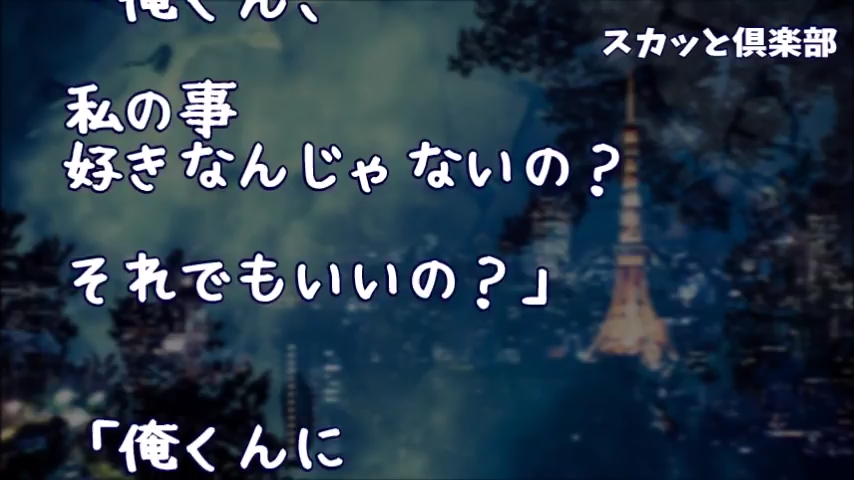 俺くん、
スカッと倶楽部
私の事
好きなんじゃないの？
それでもいいの？」
「俺くんに